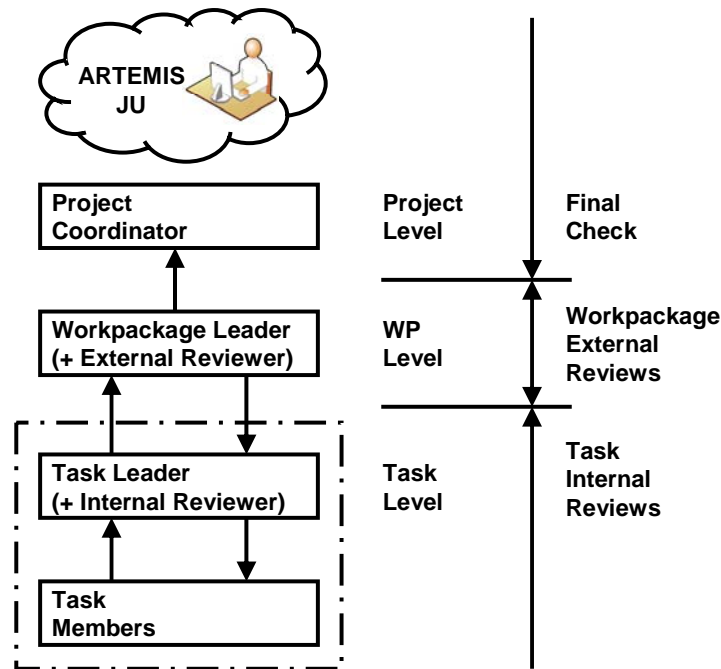 ARTEMIS
JU
Project
Coordinator
Project
Level
Final
Check
Workpackage Leader
(+ External Reviewer)
WP
Level
Workpackage
External
Reviews
Task Leader
(+ Internal Reviewer)
Task
Level
Task
Internal
Reviews
Task
Members